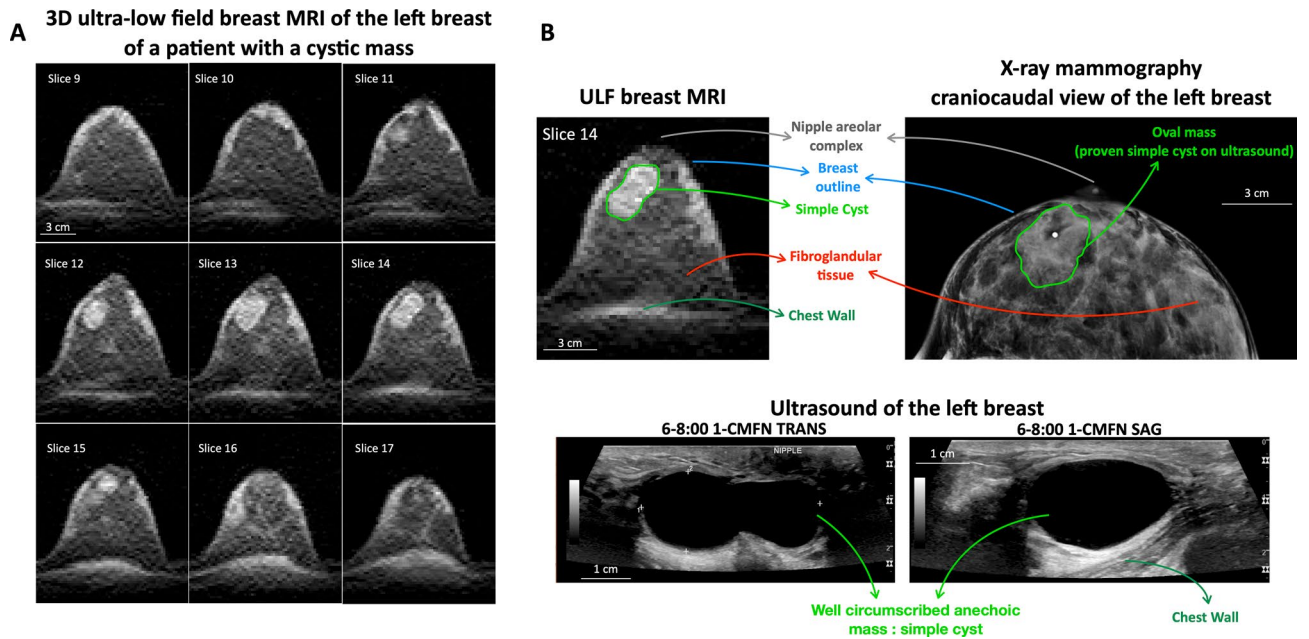 A
3D ultra-low field breast MRI of the left breast
of a patient with a cystic mass
Slice 9
Slice 10
Slice 11
3 cm
Slice 12
Slice 13
Slice 14
Slice 15
Slice 16
Slice 17
B
ULF breast MRI
X-ray mammography
craniocaudal view of the left breast
Slice 14
3 cm
Nipple areolar
complex
Breast
outline
Simple Cyst
Fibroglandular
tissue
Chest Wall
Oval mass
(proven simple cyst on ultrasound)
3 cm
Ultrasound of the left breast
6-8:00 1-CMFN TRANS
6-8:00 1-CMFN SAG
NIPPLE
1 cm
1 cm
Well circumscribed anechoic
mass : simple cyst
Chest Wall